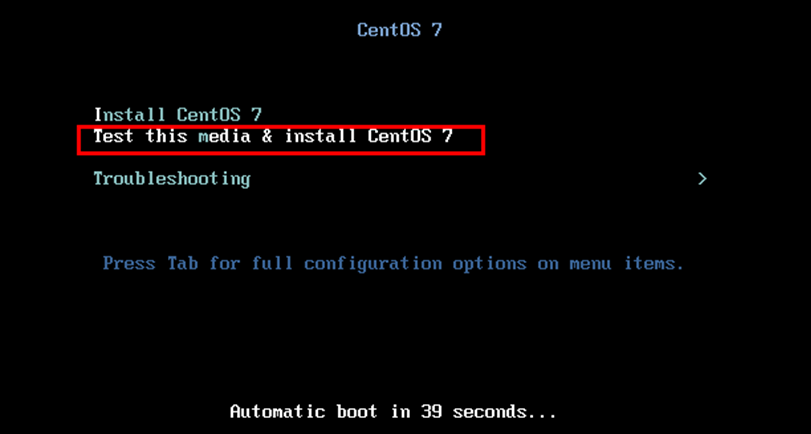 CentOS 7
Install CentOS 7
Test this media & install CentOS 7
Troubleshooting >
Press Tab for full configuration options on menu items.
Automatic boot in 39 seconds...